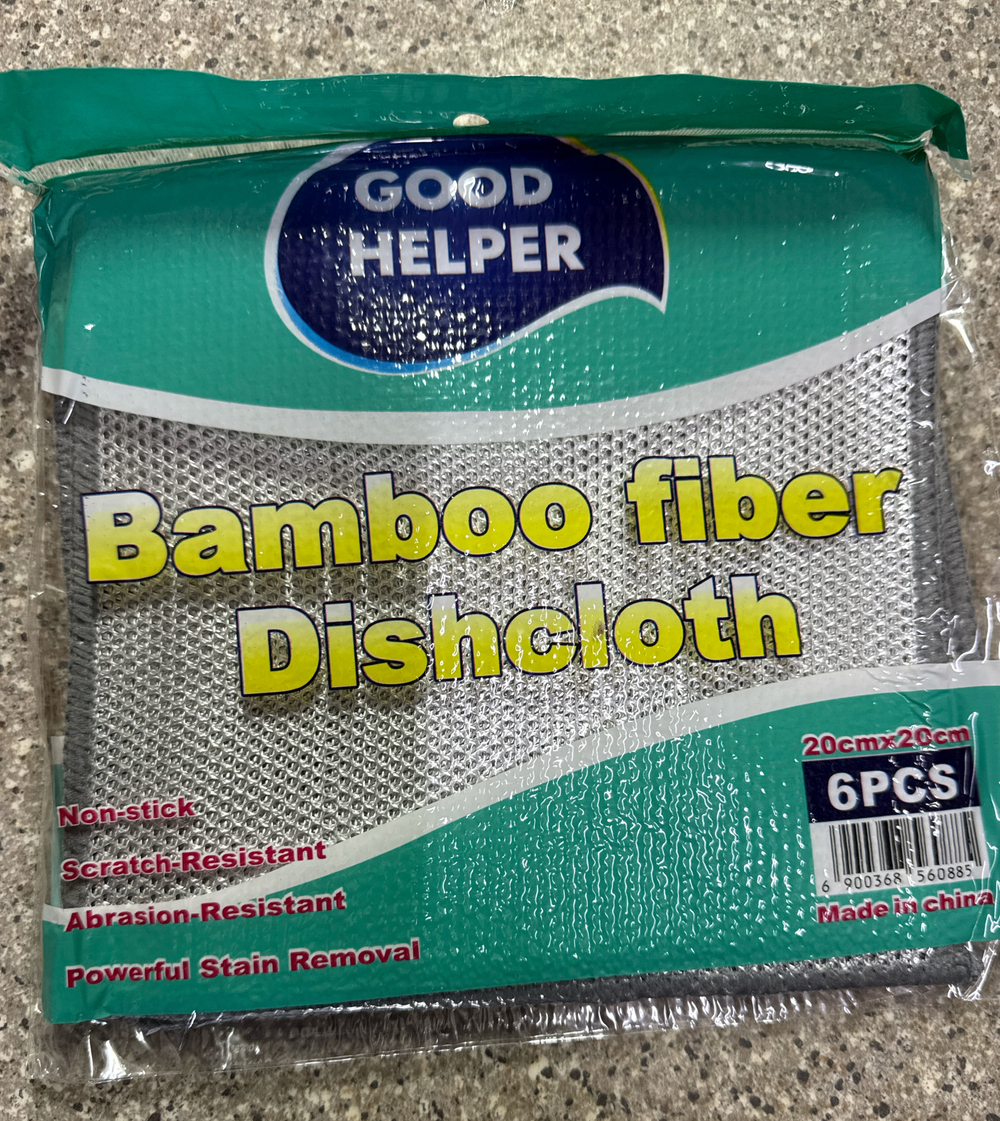 GOOD
HELPER
Bamboo fiber
Dishcloth
20cmx20cm
6PCS
6 900368 560885
Made in china
Non-stick
Scratch-Resistant
Abrasion-Resistant
Powerful Stain Removal